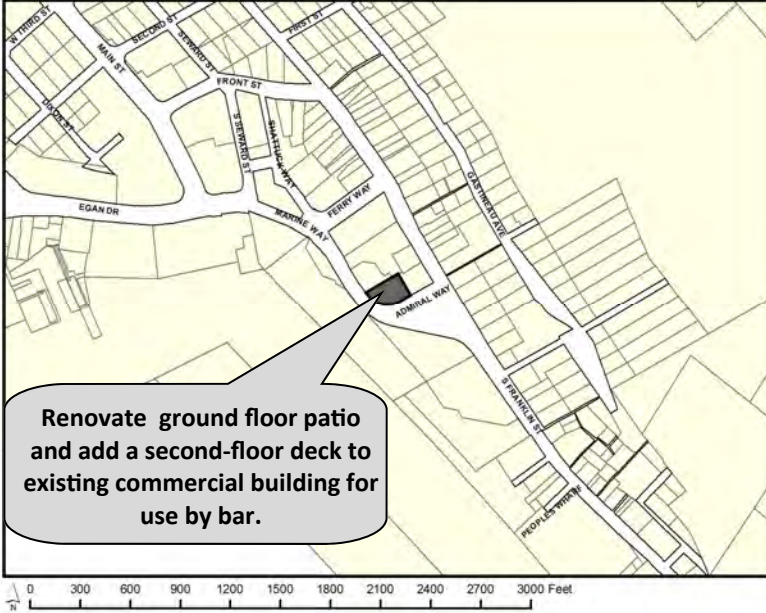 W THIRD ST
SECOND ST
MAIN ST
SEWARD ST
FIRST ST
FRONT ST
DIXON ST
S SEWARD ST
SHATTUCK WAY
GASTINEAU AVE
EGAN DR
MARINE WAY
FERRY WAY
ADMIRAL WAY
S FRANKLIN ST
PEOPLES WHARF
Renovate ground floor patio
and add a second-floor deck to
existing commercial building for
use by bar.
N
0 300 600 900 1200 1500 1800 2100 2400 2700 3000 Feet